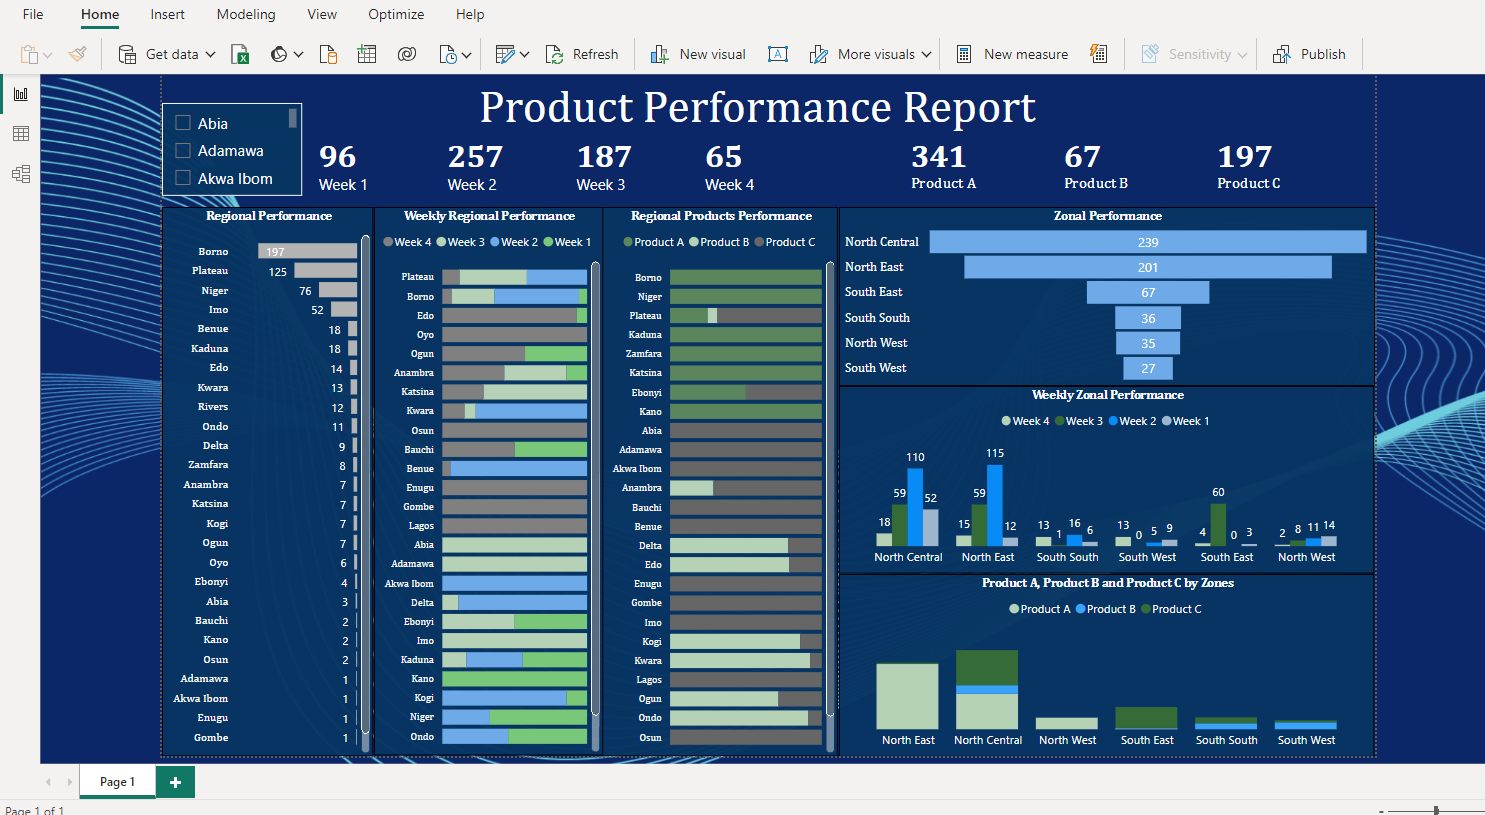 File Home Insert Modeling View Optimize Help
Get data Refresh New visual A More visuals New measure Sensitivity Publish
Product Performance Report
Abia
Adamawa
Akwa Ibom
96 257 187 65 341 67 197
Week 1 Week 2 Week 3 Week 4 Product A Product B Product C
Regional Performance
Borno 197
Plateau 125
Niger 76
Imo 52
Benue 18
Kaduna 18
Edo 14
Kwara 13
Rivers 12
Ondo 11
Delta 9
Zamfara 8
Anambra 7
Katsina 7
Kogi 7
Ogun 7
Oyo 6
Ebonyi 4
Abia 3
Bauchi 2
Kano 2
Osun 2
Adamawa 1
Akwa Ibom 1
Enugu 1
Gombe 1
Weekly Regional Performance
Week 4 Week 3 Week 2 Week 1
Plateau
Borno
Edo
Oyo
Ogun
Anambra
Katsina
Kwara
Osun
Bauchi
Benue
Enugu
Gombe
Lagos
Abia
Adamawa
Akwa Ibom
Delta
Ebonyi
Imo
Kaduna
Kano
Kogi
Niger
Ondo
Regional Products Performance
Product A Product B Product C
Borno
Niger
Plateau
Kaduna
Zamfara
Katsina
Ebonyi
Kano
Abia
Adamawa
Akwa Ibom
Anambra
Bauchi
Benue
Delta
Edo
Enugu
Gombe
Imo
Kogi
Kwara
Lagos
Ogun
Ondo
Osun
Zonal Performance
North Central 239
North East 201
South East 67
South South 36
North West 35
South West 27
Weekly Zonal Performance
Week 4 Week 3 Week 2 Week 1
18 59 110 52 15 59 115 12 13 1 16 6 13 0 5 9 4 60 0 3 2 8 11 14
North Central North East South South South West South East North West
Product A, Product B and Product C by Zones
Product A Product B Product C
North East North Central North West South East South South South West
Page 1
Page 1 of 1